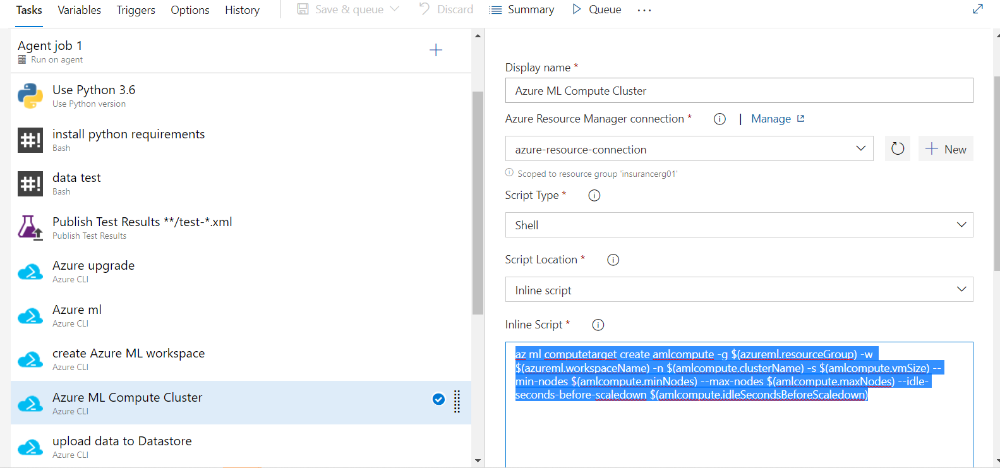 Tasks Variables Triggers Options History Save & queue Discard Summary Queue ...
Agent job 1
Run on agent
Use Python 3.6
Use Python version
install python requirements
Bash
data test
Bash
Publish Test Results **/test-*.xml
Publish Test Results
Azure upgrade
Azure CLI
Azure ml
Azure CLI
create Azure ML workspace
Azure CLI
Azure ML Compute Cluster
Azure CLI
upload data to Datastore
Azure CLI
Display name *
Azure ML Compute Cluster
Azure Resource Manager connection * | Manage
azure-resource-connection
New
Scoped to resource group 'insurancerg01'
Script Type *
Shell
Script Location *
Inline script
Inline Script *
az ml computetarget create amlcompute -g $(azureml.resourceGroup) -w
$(azureml.workspaceName) -n $(amlcompute.clusterName) -s $(amlcompute.vmSize) --
min-nodes $(amlcompute.minNodes) --max-nodes $(amlcompute.maxNodes) --idle-
seconds-before-scaledown $(amlcompute.idleSecondsBeforeScaledown)